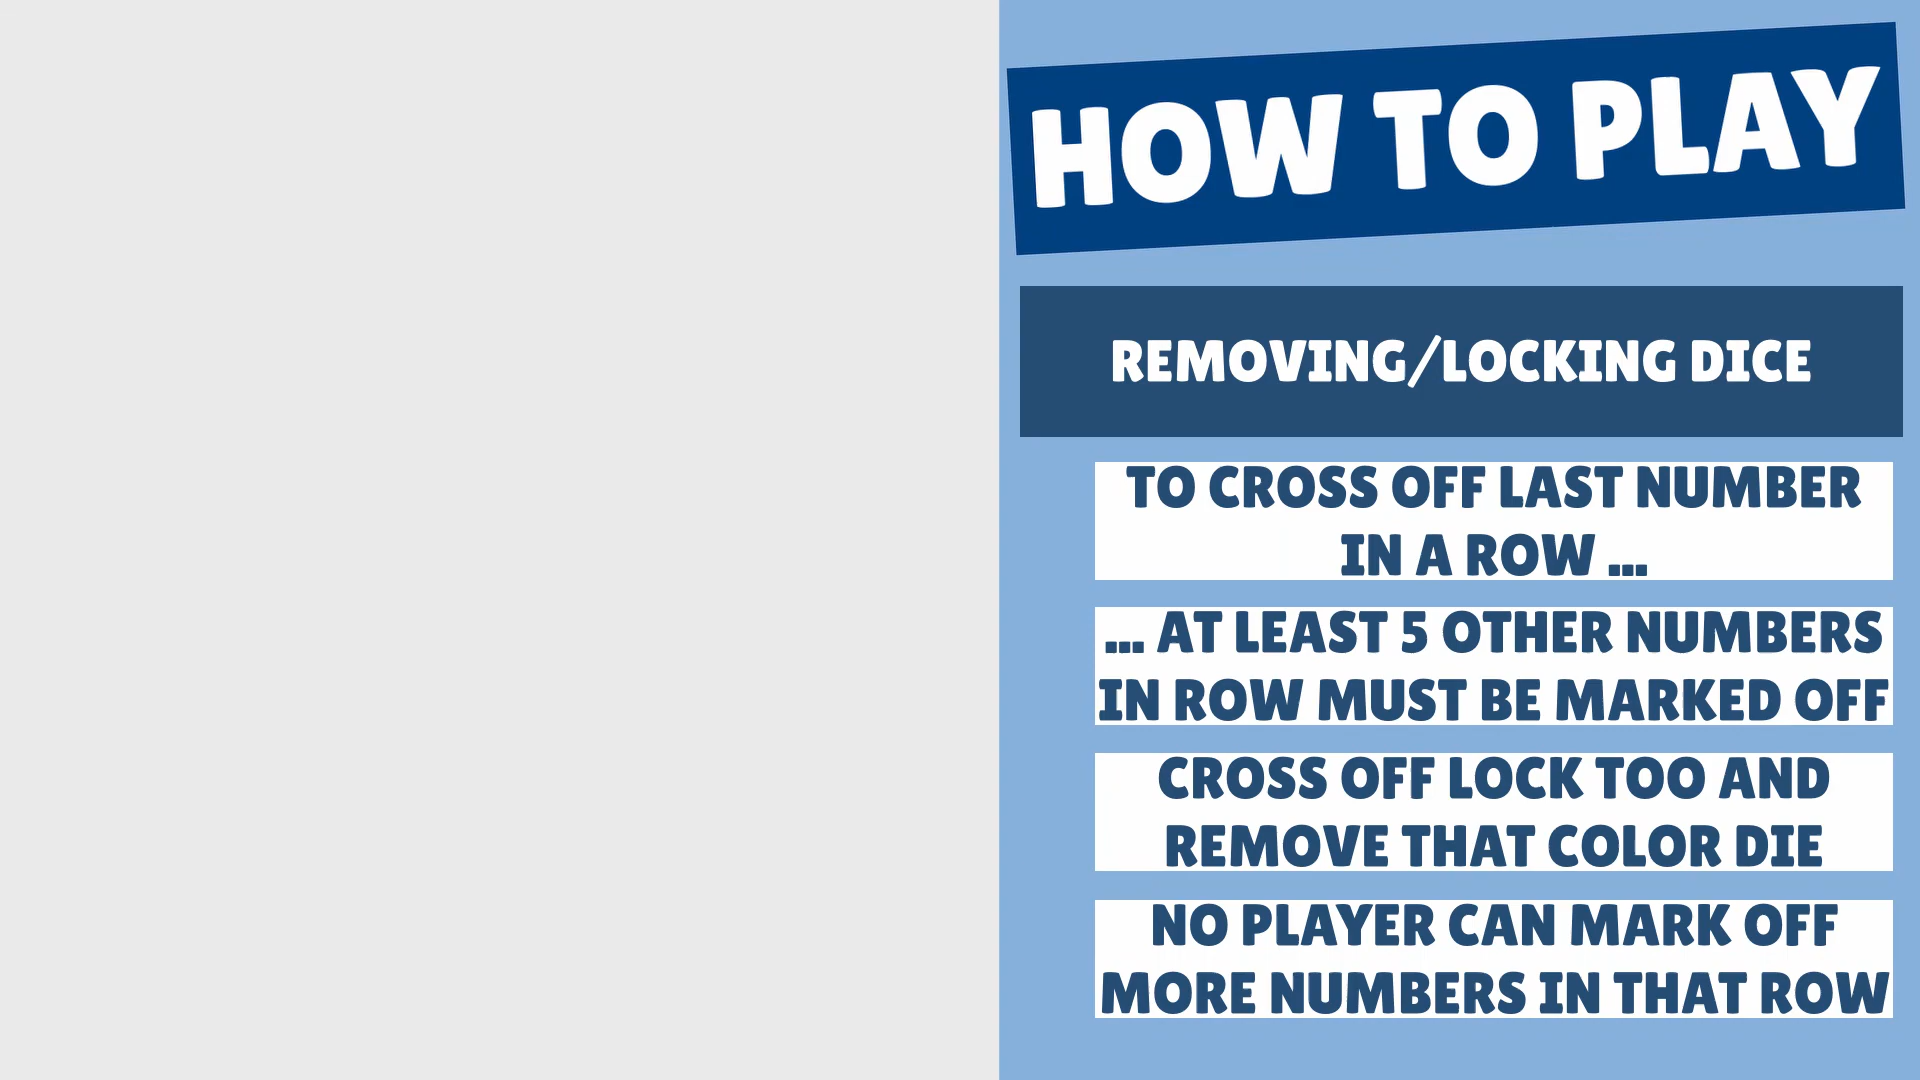 HOW TO PLAY
REMOVING/LOCKING DICE
TO CROSS OFF LAST NUMBER
IN A ROW ...
... AT LEAST 5 OTHER NUMBERS
IN ROW MUST BE MARKED OFF
CROSS OFF LOCK TOO AND
REMOVE THAT COLOR DIE
NO PLAYER CAN MARK OFF
MORE NUMBERS IN THAT ROW